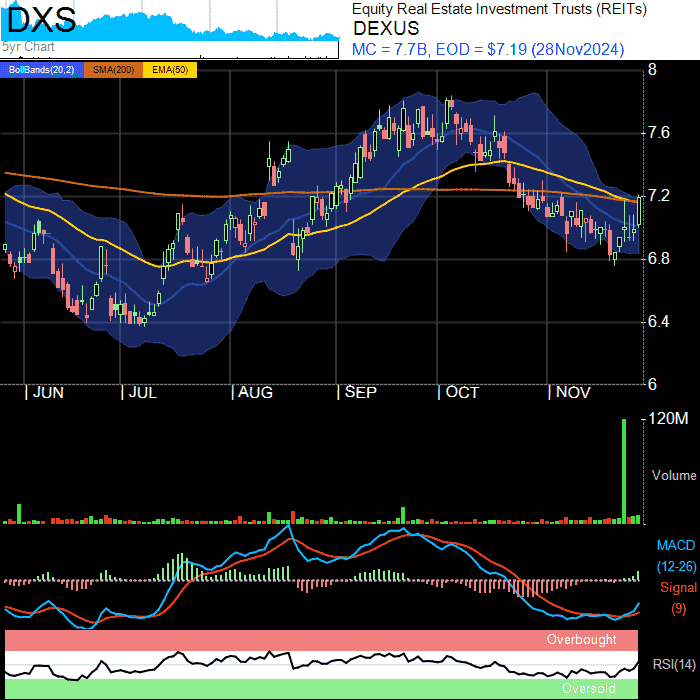 DXS
5yr Chart
Equity Real Estate Investment Trusts (REITs)
DEXUS
MC = 7.7B, EOD = $7.19 (28Nov2024)
BollBands(20,2) SMA(200) EMA(50)
8
7.6
7.2
6.8
6.4
6
JUN JUL AUG SEP OCT NOV
120M
Volume
MACD
(12-26)
Signal
(9)
Overbought
RSI(14)
Oversold